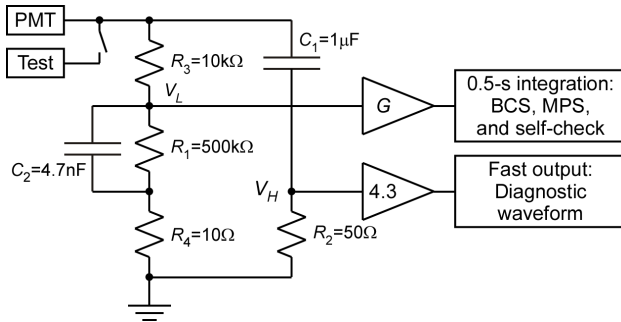 PMT
Test
R3=10kΩ
C1=1μF
VL
G
0.5-s integration:
BCS, MPS,
and self-check
R1=500kΩ
C2=4.7nF
VH
4.3
Fast output:
Diagnostic
waveform
R4=10Ω
R2=50Ω